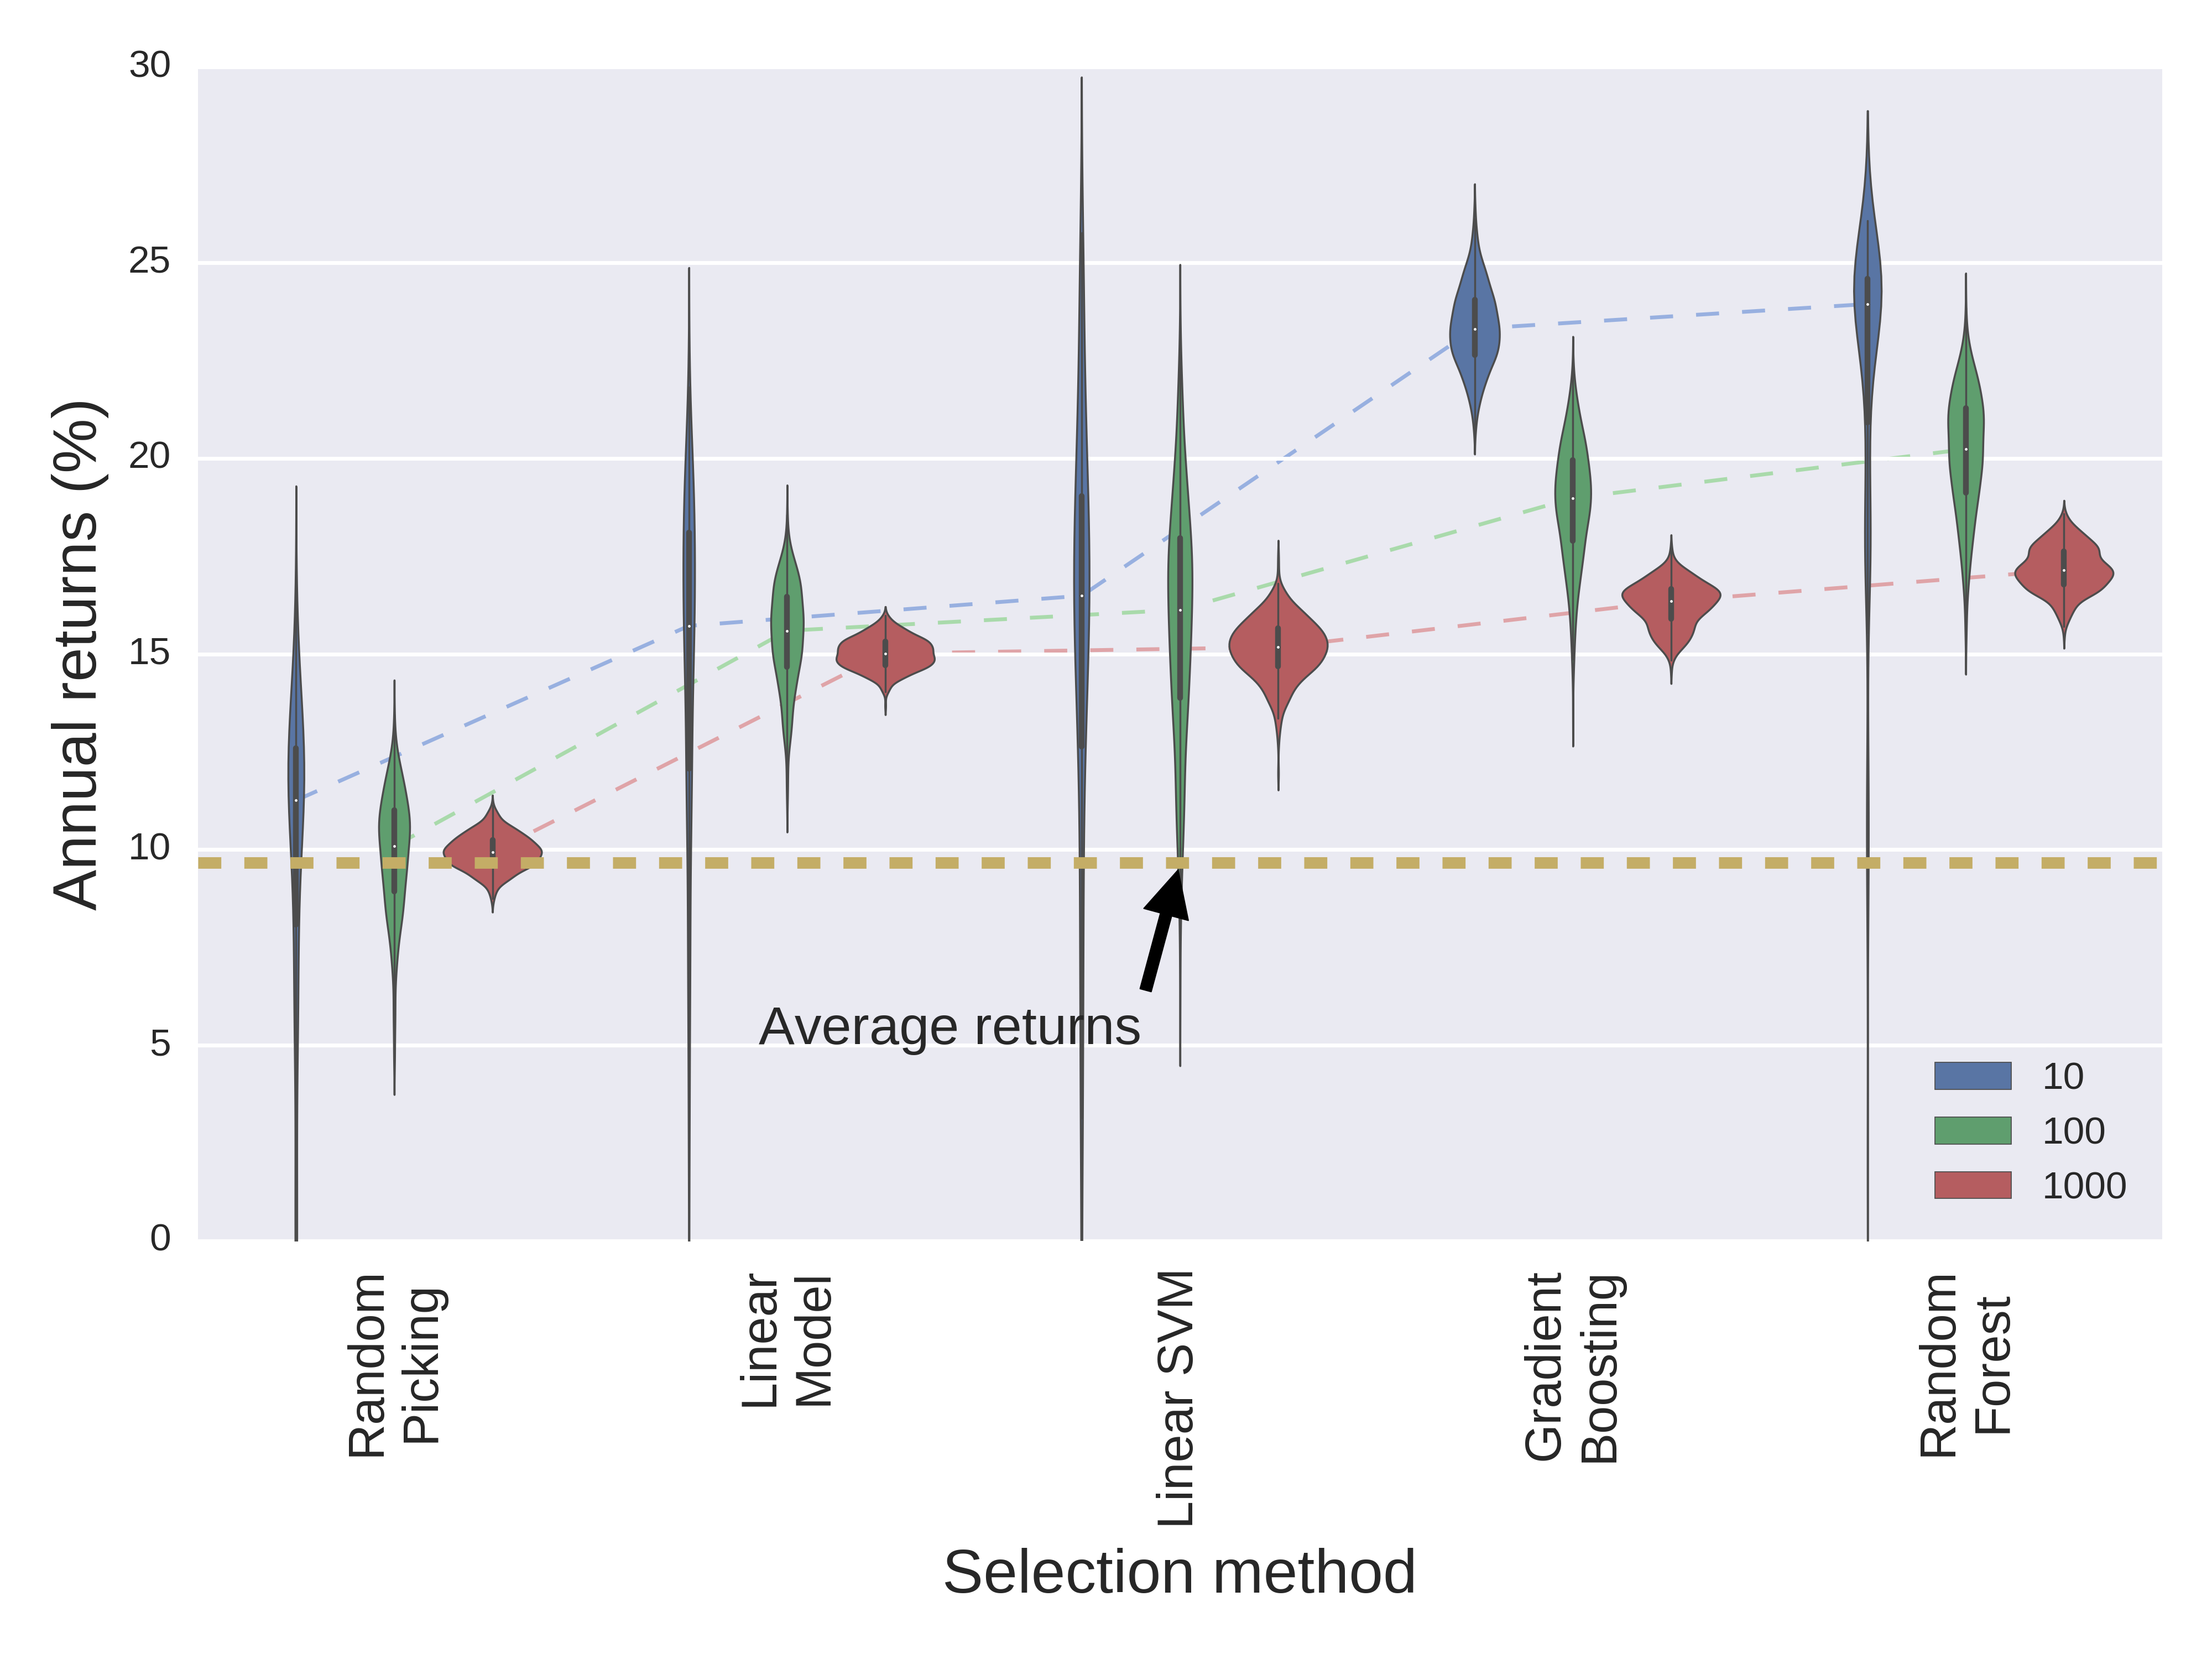 30
25
20
15
10
5
0
Annual returns (%)
Average returns
10
100
1000
Random
Picking
Linear
Model
Linear SVM
Gradient
Boosting
Random
Forest
Selection method